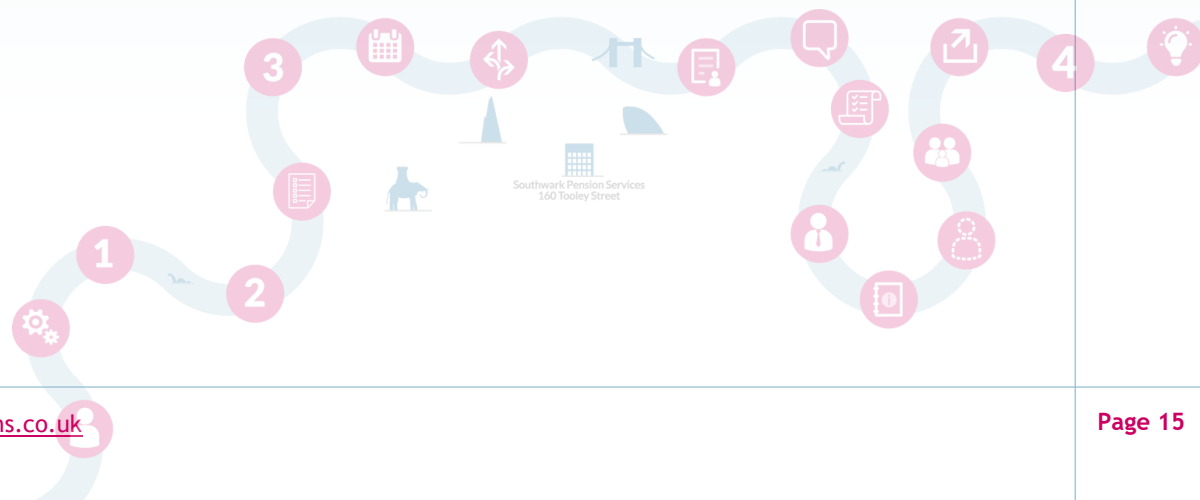 3
4
Southwark Pension Services
160 Tooley Street
1
2
ns.co.uk
Page 15